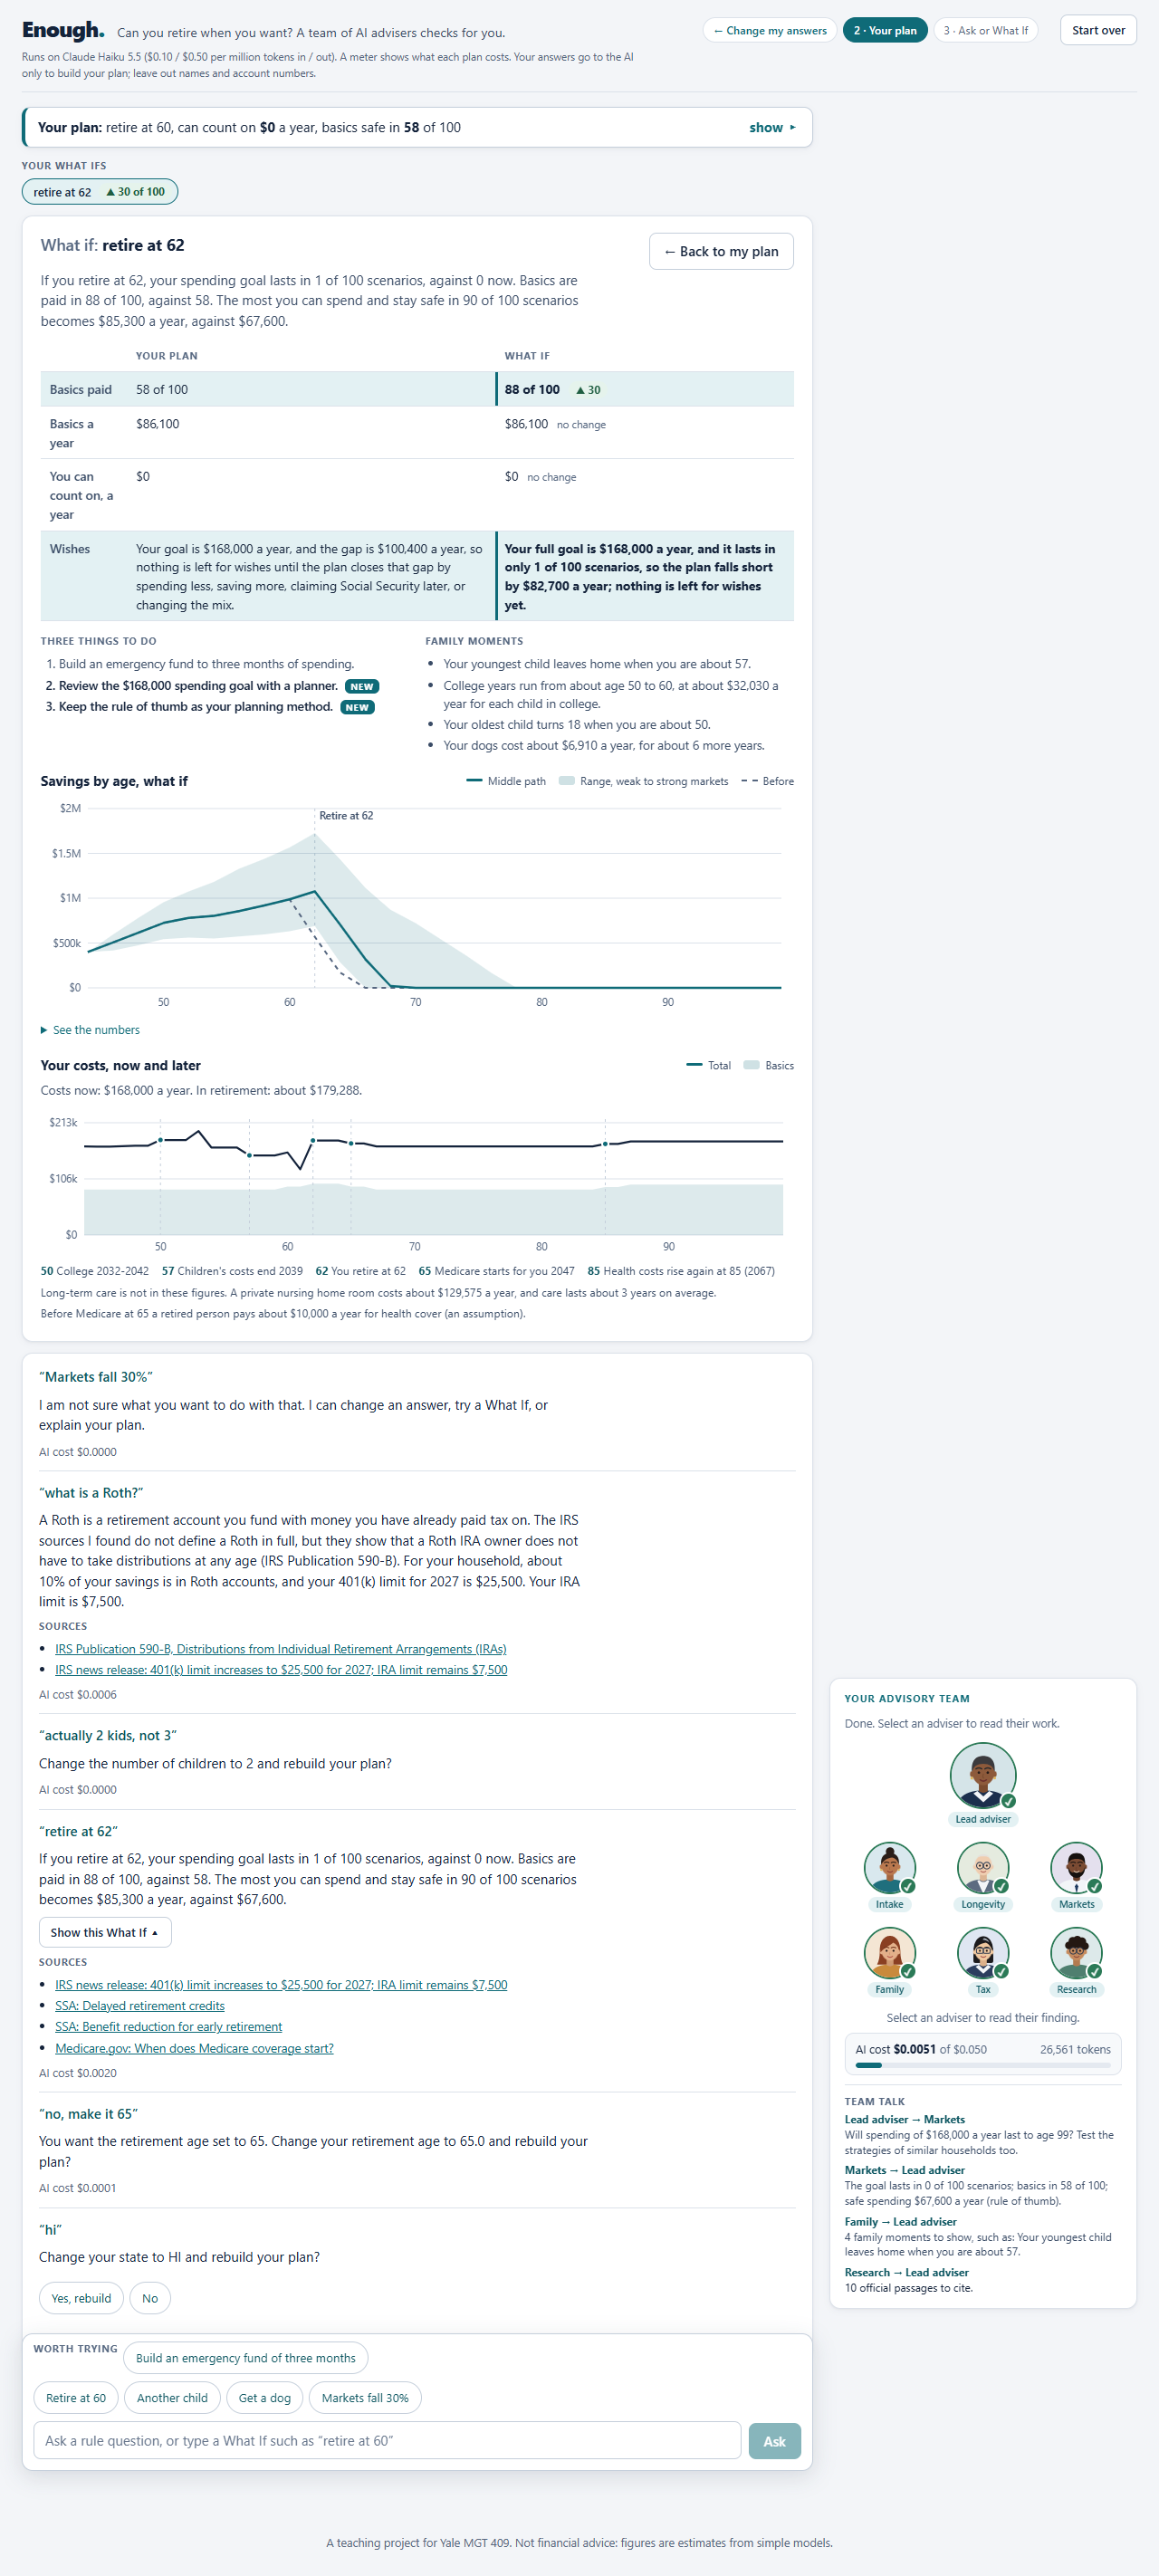 Enough. Can you retire when you want? A team of AI advisers checks for you.
← Change my answers
2 · Your plan
3 · Ask or What If
Start over
Runs on Claude Haiku 5.5 ($0.10 / $0.50 per million tokens in / out). A meter shows what each plan costs. Your answers go to the AI
only to build your plan; leave out names and account numbers.
Your plan: retire at 60, can count on $0 a year, basics safe in 58 of 100
show ▸
YOUR WHAT IFS
retire at 62 ▲ 30 of 100
What if: retire at 62
← Back to my plan
If you retire at 62, your spending goal lasts in 1 of 100 scenarios, against 0 now. Basics are
paid in 88 of 100, against 58. The most you can spend and stay safe in 90 of 100 scenarios
becomes $85,300 a year, against $67,600.
YOUR PLAN WHAT IF
Basics paid 58 of 100 88 of 100 ▲ 30
Basics a
year
$86,100 $86,100 no change
You can
count on, a
year
$0 $0 no change
Wishes
Your goal is $168,000 a year, and the gap is $100,400 a year, so
nothing is left for wishes until the plan closes that gap by
spending less, saving more, claiming Social Security later, or
changing the mix.
Your full goal is $168,000 a year, and it lasts in
only 1 of 100 scenarios, so the plan falls short
by $82,700 a year; nothing is left for wishes
yet.
THREE THINGS TO DO
1. Build an emergency fund to three months of spending.
2. Review the $168,000 spending goal with a planner. NEW
3. Keep the rule of thumb as your planning method. NEW
FAMILY MOMENTS
• Your youngest child leaves home when you are about 57.
• College years run from about age 50 to 60, at about $32,030 a
year for each child in college.
• Your oldest child turns 18 when you are about 50.
• Your dogs cost about $6,910 a year, for about 6 more years.
Savings by age, what if
Middle path Range, weak to strong markets Before
$2M
Retire at 62
$1.5M
$1M
$500k
$0
50 60 70 80 90
▶ See the numbers
Your costs, now and later
Total Basics
Costs now: $168,000 a year. In retirement: about $179,288.
$213k
$106k
$0
50 60 70 80 90
50 College 2032-2042 57 Children's costs end 2039 62 You retire at 62 65 Medicare starts for you 2047 85 Health costs rise again at 85 (2067)
Long-term care is not in these figures. A private nursing home room costs about $129,575 a year, and care lasts about 3 years on average.
Before Medicare at 65 a retired person pays about $10,000 a year for health cover (an assumption).
“Markets fall 30%”
I am not sure what you want to do with that. I can change an answer, try a What If, or
explain your plan.
AI cost $0.0000
“what is a Roth?”
A Roth is a retirement account you fund with money you have already paid tax on. The IRS
sources I found do not define a Roth in full, but they show that a Roth IRA owner does not
have to take distributions at any age (IRS Publication 590-B). For your household, about
10% of your savings is in Roth accounts, and your 401(k) limit for 2027 is $25,500. Your IRA
limit is $7,500.
SOURCES
• IRS Publication 590-B, Distributions from Individual Retirement Arrangements (IRAs)
• IRS news release: 401(k) limit increases to $25,500 for 2027; IRA limit remains $7,500
AI cost $0.0006
“actually 2 kids, not 3”
Change the number of children to 2 and rebuild your plan?
AI cost $0.0000
“retire at 62”
If you retire at 62, your spending goal lasts in 1 of 100 scenarios, against 0 now. Basics are
paid in 88 of 100, against 58. The most you can spend and stay safe in 90 of 100 scenarios
becomes $85,300 a year, against $67,600.
Show this What If ▲
SOURCES
• IRS news release: 401(k) limit increases to $25,500 for 2027; IRA limit remains $7,500
• SSA: Delayed retirement credits
• SSA: Benefit reduction for early retirement
• Medicare.gov: When does Medicare coverage start?
AI cost $0.0020
“no, make it 65”
You want the retirement age set to 65. Change your retirement age to 65.0 and rebuild your
plan?
AI cost $0.0001
“hi”
Change your state to HI and rebuild your plan?
Yes, rebuild
No
WORTH TRYING
Build an emergency fund of three months
Retire at 60
Another child
Get a dog
Markets fall 30%
Ask a rule question, or type a What If such as “retire at 60”
Ask
YOUR ADVISORY TEAM
Done. Select an adviser to read their work.
Lead adviser
Intake Longevity Markets
Family Tax Research
Select an adviser to read their finding.
AI cost $0.0051 of $0.050 26,561 tokens
TEAM TALK
Lead adviser → Markets
Will spending of $168,000 a year last to age 99? Test the
strategies of similar households too.
Markets → Lead adviser
The goal lasts in 0 of 100 scenarios; basics in 58 of 100;
safe spending $67,600 a year (rule of thumb).
Family → Lead adviser
4 family moments to show, such as: Your youngest child
leaves home when you are about 57.
Research → Lead adviser
10 official passages to cite.
A teaching project for Yale MGT 409. Not financial advice: figures are estimates from simple models.